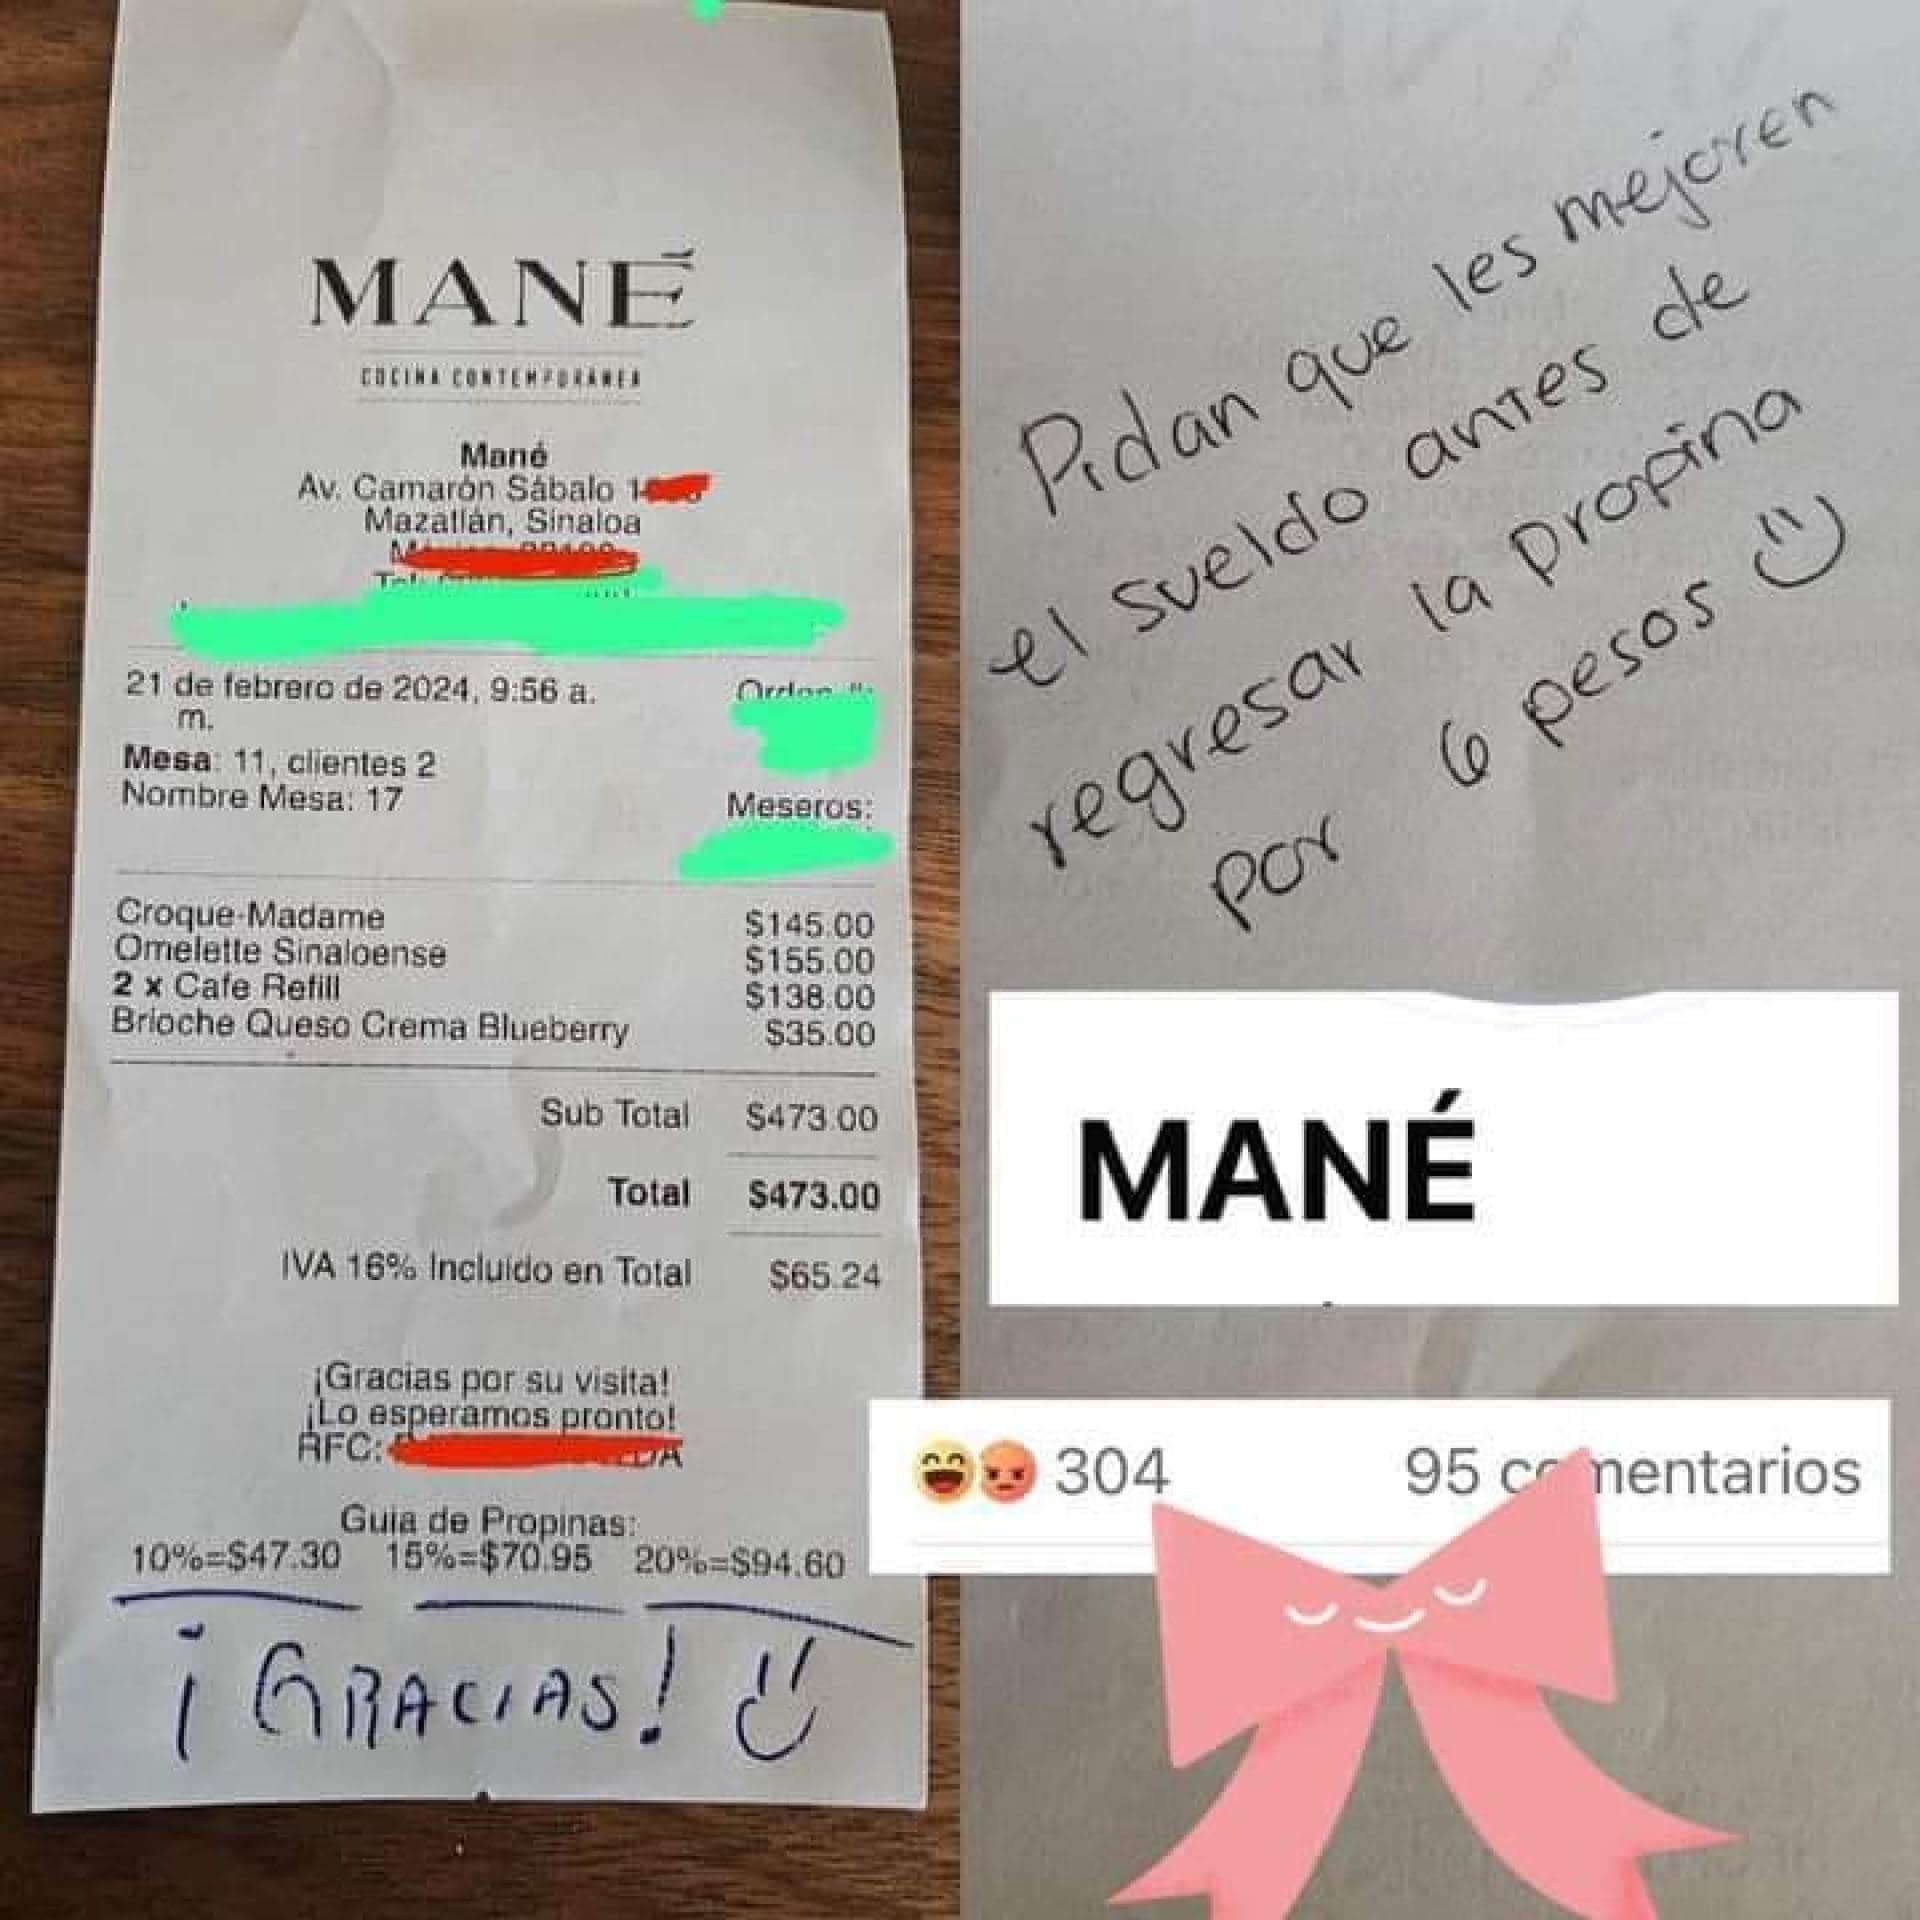 MANÉ
COCINA CONTEMPORÁNEA
Mané
Av. Camarón Sábalo 1
Mazatlán, Sinaloa
Tel:
21 de febrero de 2024, 9:56 a.
m.
Orden #:
Mesa: 11, clientes 2
Nombre Mesa: 17
Meseros:
Croque-Madame $145.00
Omelette Sinaloense $155.00
2 x Cafe Refill $138.00
Brioche Queso Crema Blueberry $35.00
Sub Total $473.00
Total $473.00
IVA 16% Incluido en Total $65.24
¡Gracias por su visita!
¡Lo esperamos pronto!
RFC:
Guia de Propinas:
10%=$47.30 15%=$70.95 20%=$94.60
¡GRACIAS!
Pidan que les mejoren
el sueldo antes de
regresar la propina
por 6 pesos
MANÉ
304 95 comentarios